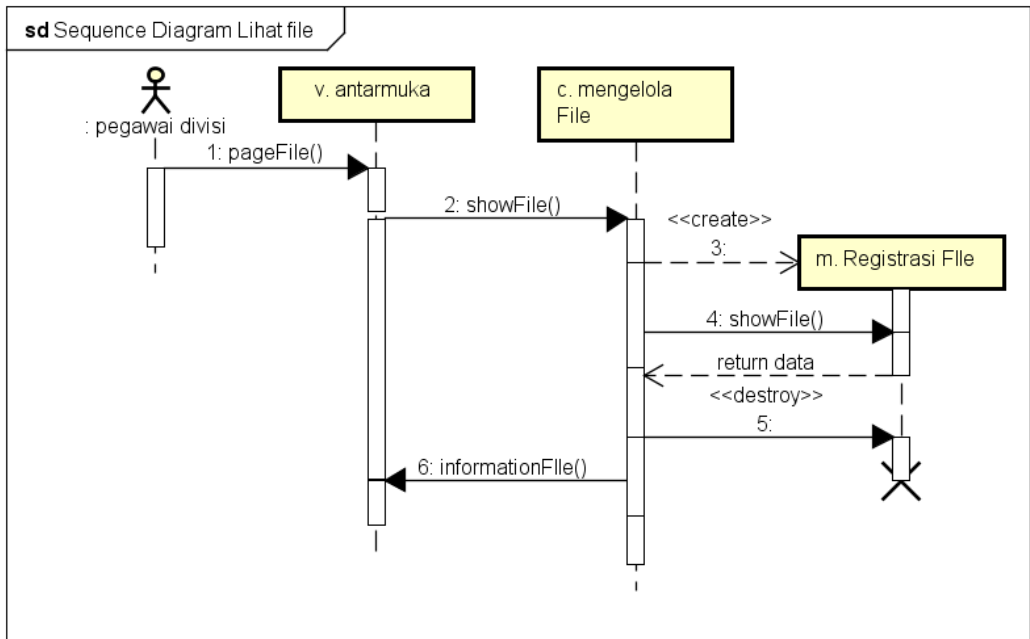 sd Sequence Diagram Lihat file
: pegawai divisi
v. antarmuka
c. mengelola
File
1: pageFile()
2: showFile()
<<create>>
3:
m. Registrasi FIle
4: showFile()
return data
<<destroy>>
5:
6: informationFIle()